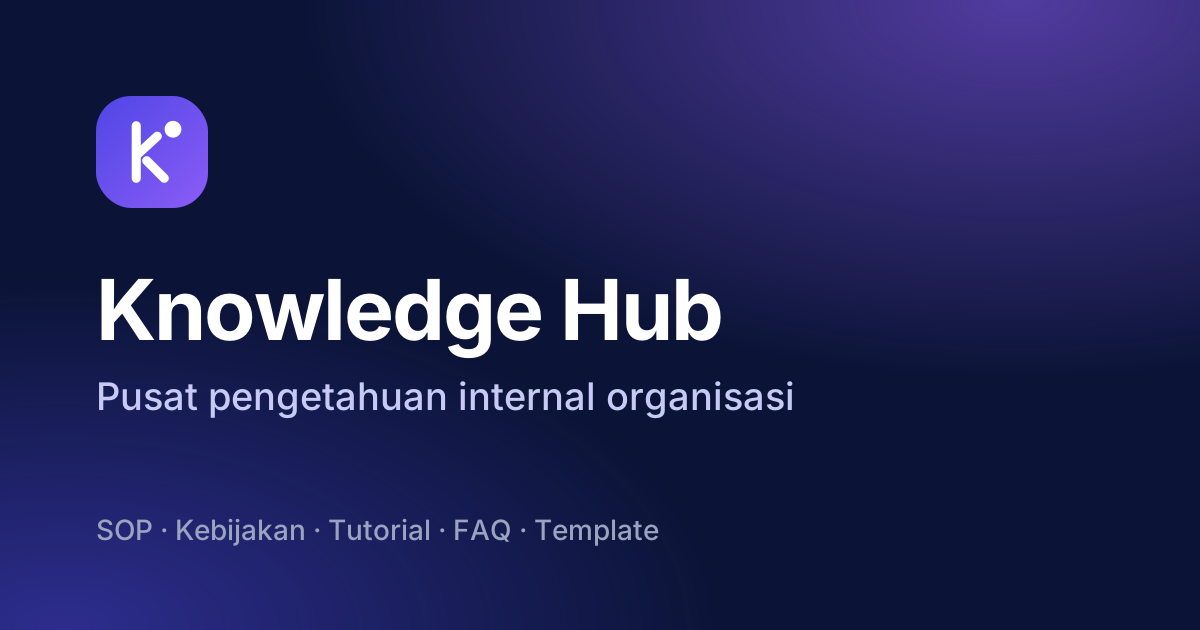 K
Knowledge Hub
Pusat pengetahuan internal organisasi
SOP · Kebijakan · Tutorial · FAQ · Template